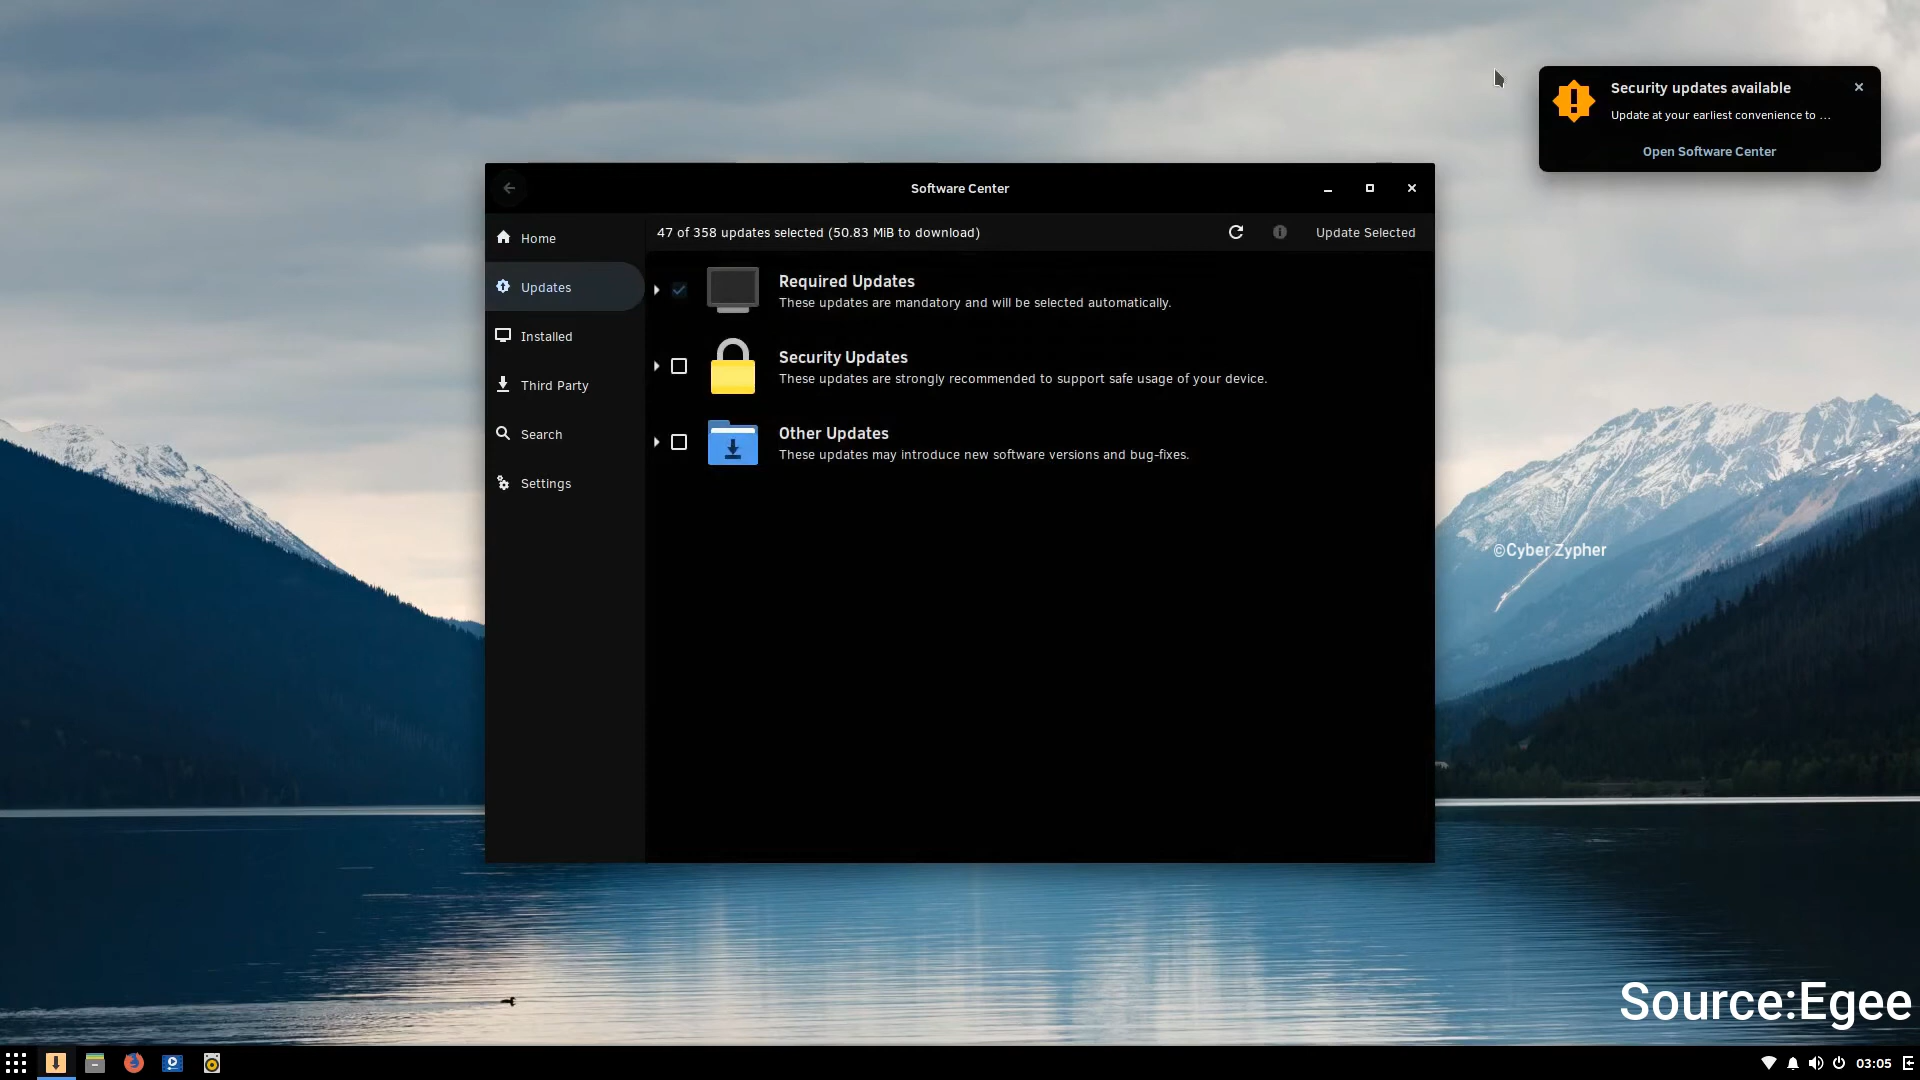 Security updates available
Update at your earliest convenience to ...
Open Software Center
Software Center
47 of 358 updates selected (50.83 MiB to download)
Update Selected
Home
Updates
Installed
Third Party
Search
Settings
Required Updates
These updates are mandatory and will be selected automatically.
Security Updates
These updates are strongly recommended to support safe usage of your device.
Other Updates
These updates may introduce new software versions and bug-fixes.
©Cyber Zypher
Source:Egee
03:05